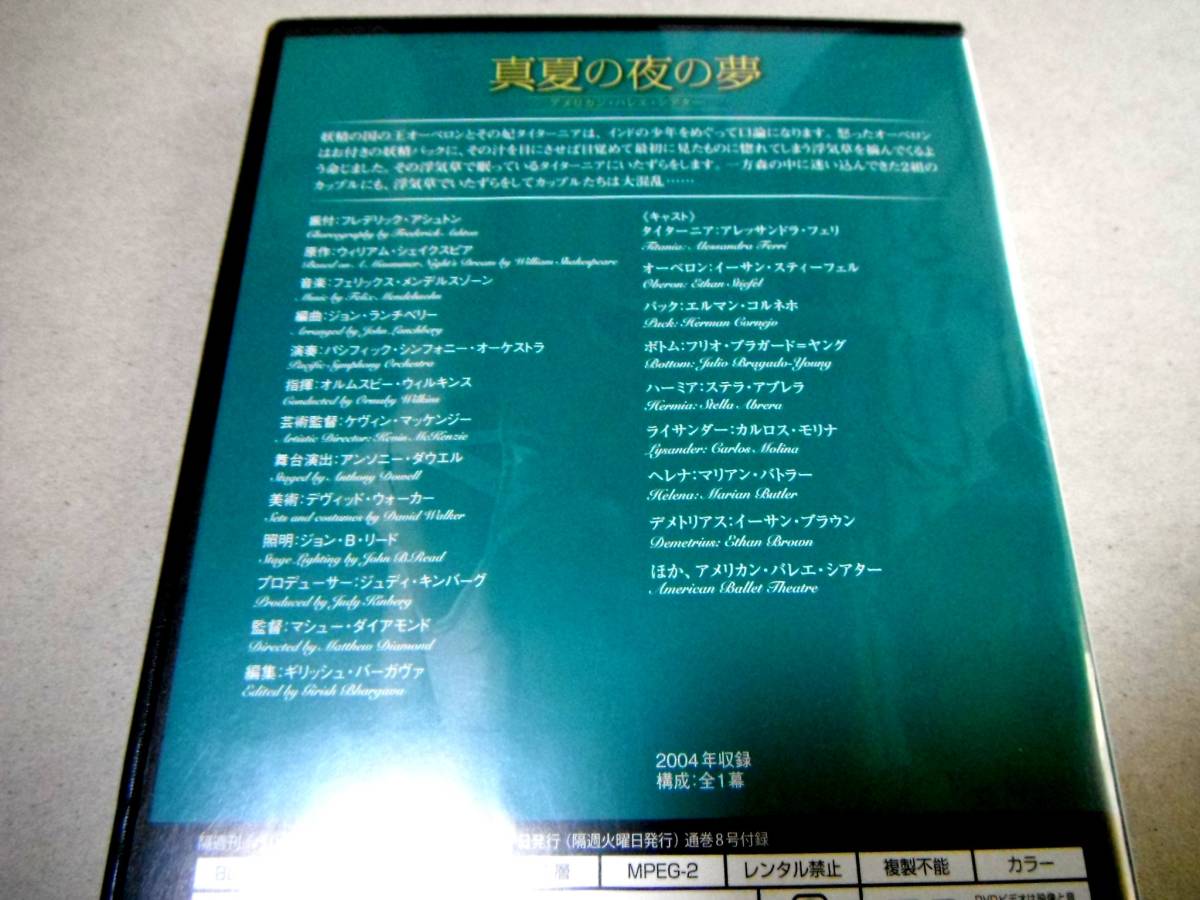 真夏の夜の夢
アメリカン・バレエ・シアター
妖精の国の王オーベロンとその妃タイターニアは、インドの少年をめぐって口論になります。怒ったオーベロン
はお付きの妖精パックに、その汁を目にさせば目覚めて最初に見たものに惚れてしまう浮気草を摘んでくるよ
う命じました。その浮気草で眠っているタイターニアにいたずらをします。一方森の中に迷い込んできた2組の
カップルにも、浮気草でいたずらをしてカップルたちは大混乱……
振付:フレデリック・アシュトン
Choreography by Frederick Ashton
原作:ウィリアム・シェイクスピア
Based on A Midsummer Night's Dream by William Shakespeare
音楽:フェリックス・メンデルスゾーン
Music by Felix Mendelssohn
編曲:ジョン・ランチベリー
Arranged by John Lanchbery
演奏:パシフィック・シンフォニー・オーケストラ
Pacific Symphony Orchestra
指揮:オルムスビー・ウィルキンス
Conducted by Ormsby Wilkins
芸術監督:ケヴィン・マッケンジー
Artistic Director: Kevin McKenzie
舞台演出:アンソニー・ダウエル
Staged by Anthony Dowell
美術:デヴィッド・ウォーカー
Sets and costumes by David Walker
照明:ジョン・B・リード
Stage Lighting by John B.Read
プロデューサー:ジュディ・キンバーグ
Produced by Judy Kinberg
監督:マシュー・ダイアモンド
Directed by Matthew Diamond
編集:ギリッシュ・バーガヴァ
Edited by Girish Bhargava
《キャスト》
タイターニア:アレッサンドラ・フェリ
Titania: Alessandra Ferri
オーベロン:イーサン・スティーフェル
Oberon: Ethan Stiefel
パック:エルマン・コルネホ
Puck: Herman Cornejo
ボトム:フリオ・ブラガード=ヤング
Bottom: Julio Bragado-Young
ハーミア:ステラ・アブレラ
Hermia: Stella Abrera
ライサンダー:カルロス・モリナ
Lysander: Carlos Molina
ヘレナ:マリアン・バトラー
Helena: Marian Butler
デメトリアス:イーサン・ブラウン
Demetrius: Ethan Brown
ほか、アメリカン・バレエ・シアター
American Ballet Theatre
2004年収録
構成:全1幕
隔週刊 日発行(隔週火曜日発行)通巻8号付録
層 MPEG-2 レンタル禁止 複製不能 カラー